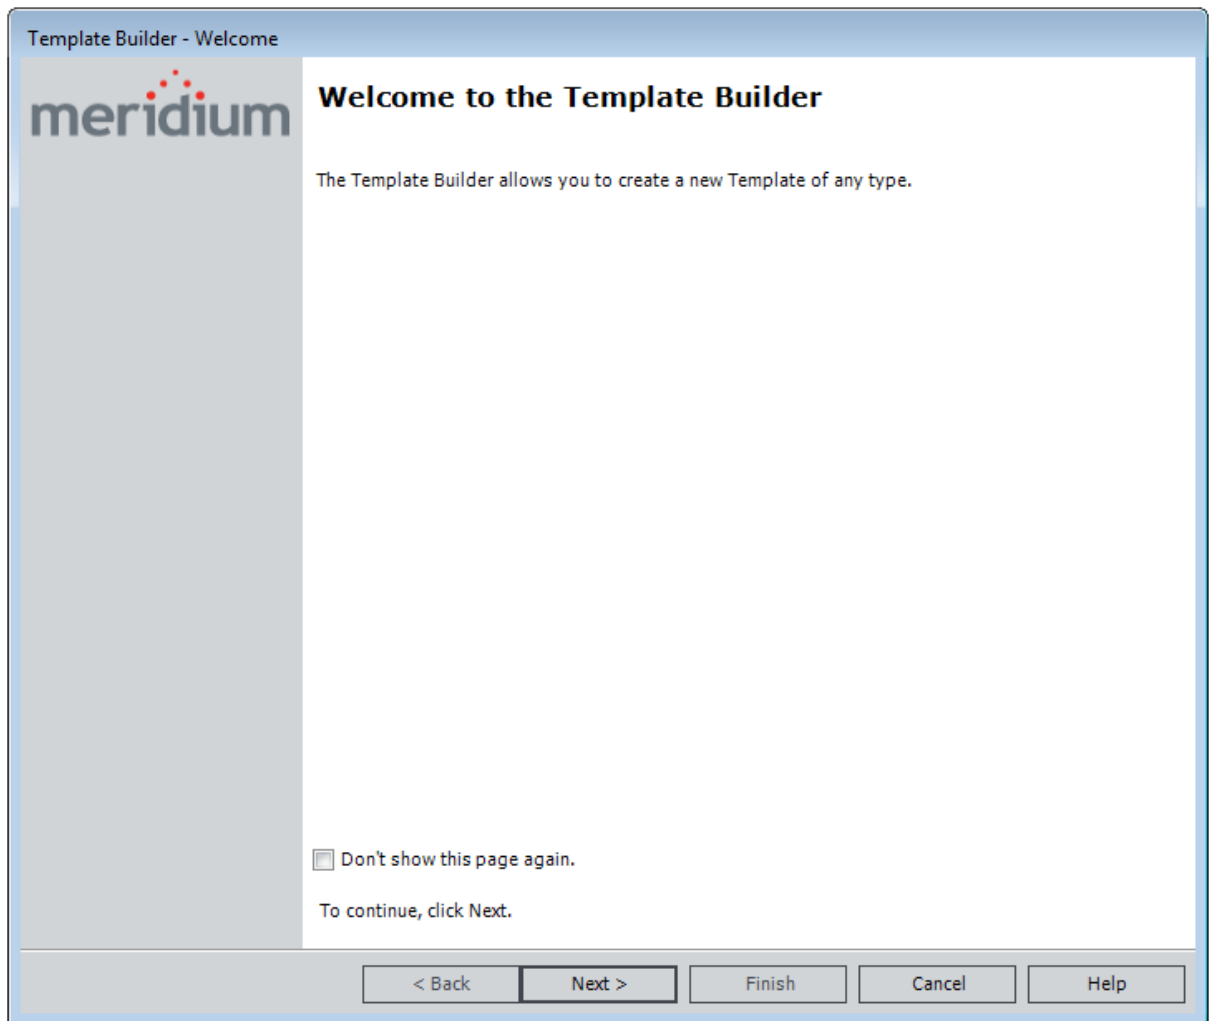 Template Builder - Welcome
meridium
Welcome to the Template Builder
The Template Builder allows you to create a new Template of any type.
Don't show this page again.
To continue, click Next.
< Back
Next >
Finish
Cancel
Help